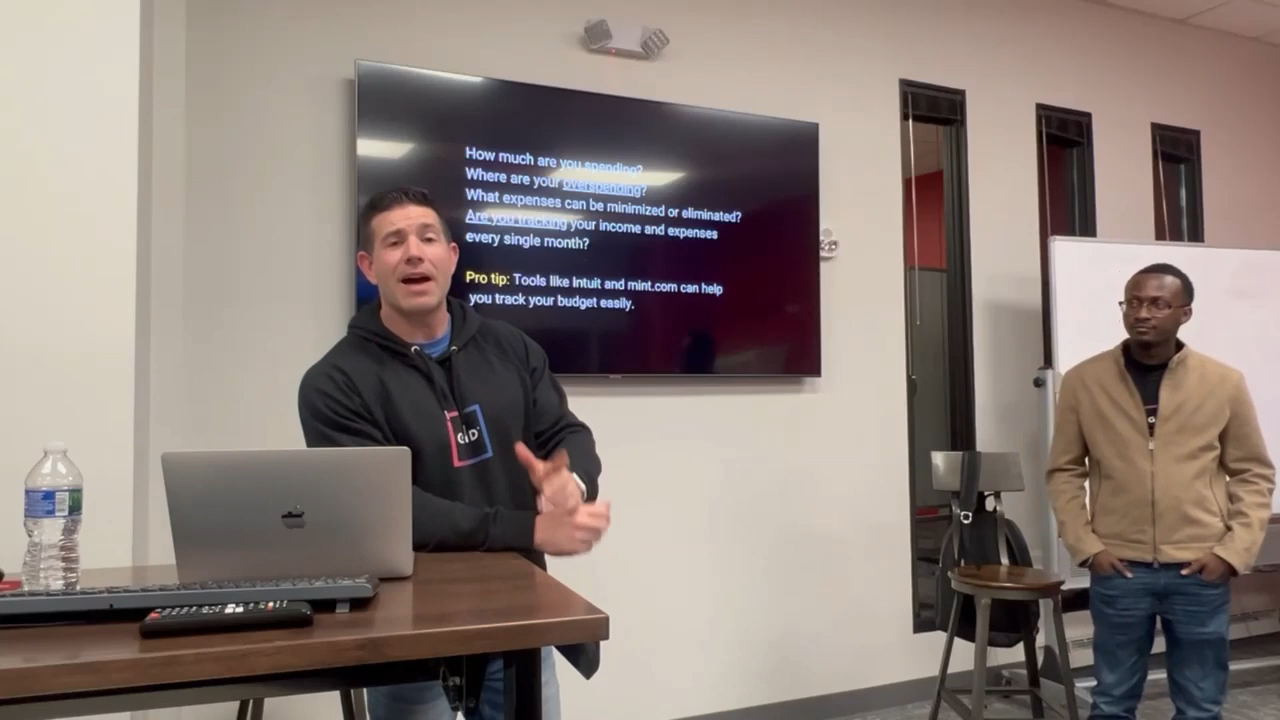 How much are you spending?
Where are your overspending?
What expenses can be minimized or eliminated?
Are you tracking your income and expenses
every single month?
Pro tip: Tools like Intuit and mint.com can help
you track your budget easily.